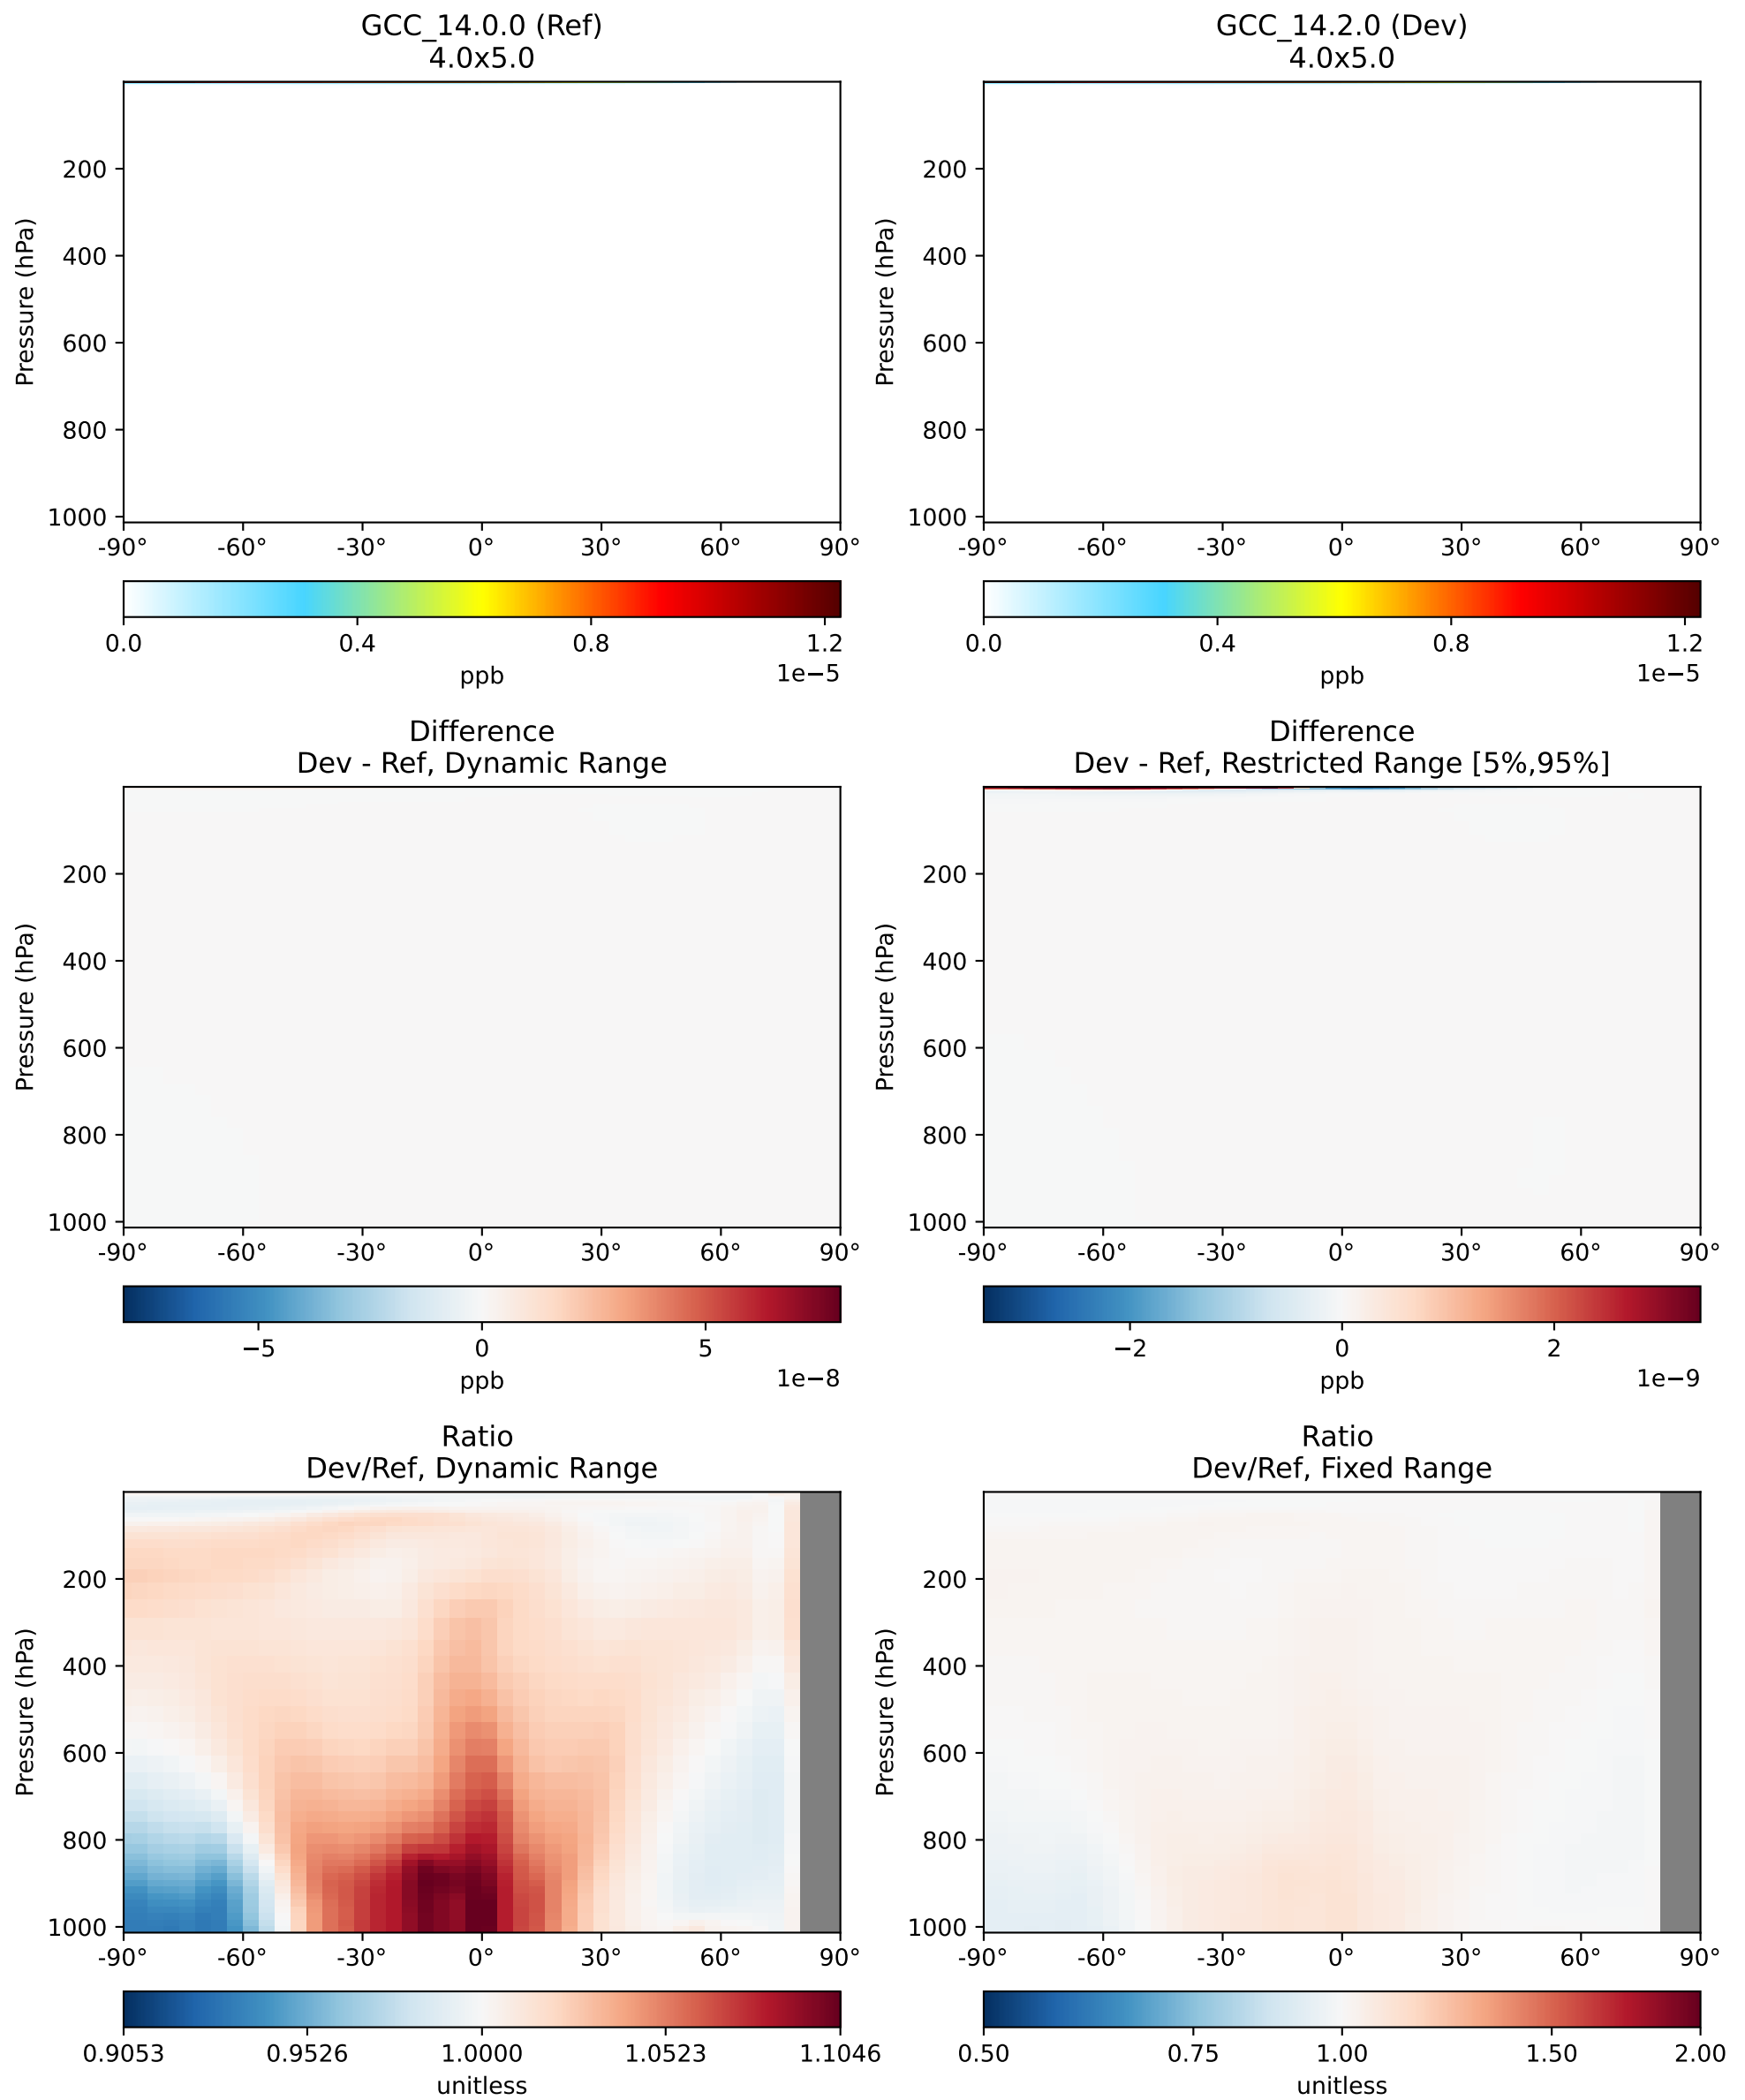 GCC_14.0.0 (Ref)
4.0x5.0
Pressure (hPa)
200
400
600
800
1000
-90° -60° -30° 0° 30° 60° 90°
0.0 0.4 0.8 1.2
1e−5
ppb
GCC_14.2.0 (Dev)
4.0x5.0
Pressure (hPa)
200
400
600
800
1000
-90° -60° -30° 0° 30° 60° 90°
0.0 0.4 0.8 1.2
1e−5
ppb
Difference
Dev - Ref, Dynamic Range
Pressure (hPa)
200
400
600
800
1000
-90° -60° -30° 0° 30° 60° 90°
−5 0 5
ppb
1e−8
Difference
Dev - Ref, Restricted Range [5%,95%]
Pressure (hPa)
200
400
600
800
1000
-90° -60° -30° 0° 30° 60° 90°
−2 0 2
ppb
1e−9
Ratio
Dev/Ref, Dynamic Range
Pressure (hPa)
200
400
600
800
1000
-90° -60° -30° 0° 30° 60° 90°
0.9053 0.9526 1.0000 1.0523 1.1046
unitless
Ratio
Dev/Ref, Fixed Range
Pressure (hPa)
200
400
600
800
1000
-90° -60° -30° 0° 30° 60° 90°
0.50 0.75 1.00 1.50 2.00
unitless